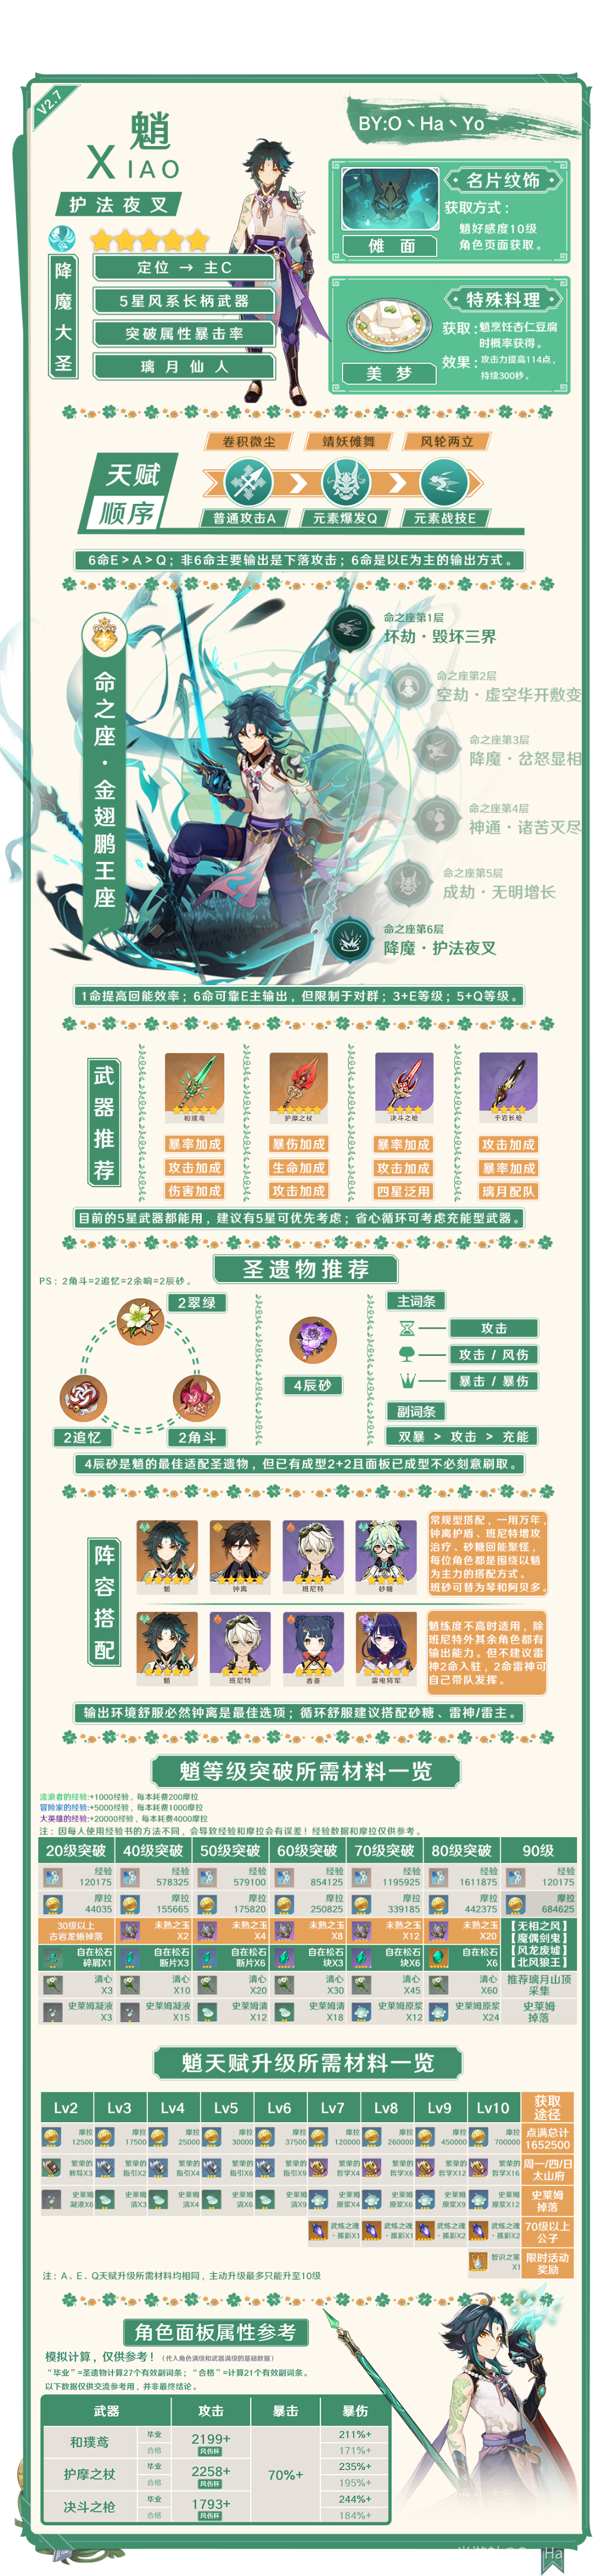 V2.7
魈
XIAO
BY:O丶Ha丶Yo
护法夜叉
降魔大圣
定位 → 主C
5星风系长柄武器
突破属性暴击率
璃月仙人
名片纹饰
获取方式：
魈好感度10级
角色页面获取。
傩 面
特殊料理
获取：魈烹饪杏仁豆腐
时概率获得。
效果：攻击力提高114点，
持续300秒。
美 梦
天赋
顺序
卷积微尘
靖妖傩舞
风轮两立
普通攻击A
元素爆发Q
元素战技E
6命E＞A＞Q；非6命主要输出是下落攻击；6命是以E为主的输出方式。
命之座·金翅鹏王座
命之座第1层
坏劫·毁坏三界
命之座第2层
空劫·虚空华开敷变
命之座第3层
降魔·忿怒显相
命之座第4层
神通·诸苦灭尽
命之座第5层
成劫·无明增长
命之座第6层
降魔·护法夜叉
1命提高回能效率；6命可靠E主输出，但限制于对群；3+E等级；5+Q等级。
武器推荐
和璞鸢
护摩之杖
决斗之枪
千岩长枪
暴率加成
暴伤加成
暴率加成
攻击加成
攻击加成
生命加成
攻击加成
暴率加成
伤害加成
攻击加成
四星泛用
璃月配队
目前的5星武器都能用，建议有5星可优先考虑；省心循环可考虑充能型武器。
圣遗物推荐
PS：2角斗=2追忆=2余响=2辰砂。
2翠绿
2追忆
2角斗
4辰砂
主词条
攻击
攻击 / 风伤
暴击 / 暴伤
副词条
双暴 > 攻击 > 充能
4辰砂是魈的最佳适配圣遗物，但已有成型2+2且面板已成型不必刻意刷取。
阵容搭配
魈
钟离
班尼特
砂糖
常规型搭配，一用万年，
钟离护盾、班尼特增攻
治疗、砂糖回能聚怪，
每位角色都是围绕以魈
为主力的搭配方式。
班砂可替为琴和阿贝多。
魈
班尼特
香菱
雷电将军
魈练度不高时适用，除
班尼特外其余角色都有
输出能力。但不建议雷
神2命入驻，2命雷神可
自己带队发挥。
输出环境舒服必然钟离是最佳选项；循环舒服建议搭配砂糖、雷神/雷主。
魈等级突破所需材料一览
流浪者的经验:+1000经验，每本耗费200摩拉
冒险家的经验:+5000经验，每本耗费1000摩拉
大英雄的经验:+20000经验，每本耗费4000摩拉
注：因每人使用经验书的方法不同，会导致经验和摩拉会有误差！经验数据和摩拉仅供参考。
20级突破 40级突破 50级突破 60级突破 70级突破 80级突破 90级
经验 经验 经验 经验 经验 经验 经验
120175 578325 579100 854125 1195925 1611875 120175
摩拉 摩拉 摩拉 摩拉 摩拉 摩拉 摩拉
44035 155665 175820 250825 339185 442375 684625
30级以上 未熟之玉 未熟之玉 未熟之玉 未熟之玉 未熟之玉 【无相之风】
古岩龙蜥掉落 X2 X4 X8 X12 X20 【魔偶剑鬼】
自在松石 自在松石 自在松石 自在松石 自在松石 自在松石 【风龙废墟】
碎屑X1 断片X3 断片X6 块X3 块X6 X6 【北风狼王】
清心 清心 清心 清心 清心 清心 推荐璃月山顶
X3 X10 X20 X30 X45 X60 采集
史莱姆凝液 史莱姆凝液 史莱姆清 史莱姆清 史莱姆原浆 史莱姆原浆 史莱姆
X3 X15 X12 X18 X12 X24 掉落
魈天赋升级所需材料一览
Lv2 Lv3 Lv4 Lv5 Lv6 Lv7 Lv8 Lv9 Lv10 获取
途径
摩拉 摩拉 摩拉 摩拉 摩拉 摩拉 摩拉 摩拉 摩拉 点满总计
12500 17500 25000 30000 37500 120000 260000 450000 700000 1652500
繁荣的 繁荣的 繁荣的 繁荣的 繁荣的 繁荣的 繁荣的 繁荣的 繁荣的 周一/四/日
教导X3 指引X2 指引X4 指引X6 指引X9 哲学X4 哲学X6 哲学X12 哲学X16 太山府
史莱姆 史莱姆 史莱姆 史莱姆 史莱姆 史莱姆 史莱姆 史莱姆 史莱姆 史莱姆
凝液X6 清X3 清X4 清X6 清X9 原浆X4 原浆X6 原浆X9 原浆X12 掉落
武炼之魂 武炼之魂 武炼之魂 武炼之魂 70级以上
·孤影X1 ·孤影X1 ·孤影X2 ·孤影X2 公子
智识之冕 限时活动
X1 奖励
注：A、E、Q天赋升级所需材料均相同，主动升级最多只能升至10级
角色面板属性参考
模拟计算，仅供参考！（代入角色满级和武器满级的基础数据）
“毕业”=圣遗物计算27个有效副词条；“合格”=计算21个有效副词条。
以下数据仅供交流参考用，并非最终结论。
武器 攻击 暴击 暴伤
和璞鸢 毕业 2199+ 211%+
合格 风伤杯 171%+
护摩之杖 毕业 2258+ 70%+ 235%+
合格 风伤杯 195%+
决斗之枪 毕业 1793+ 244%+
合格 风伤杯 184%+